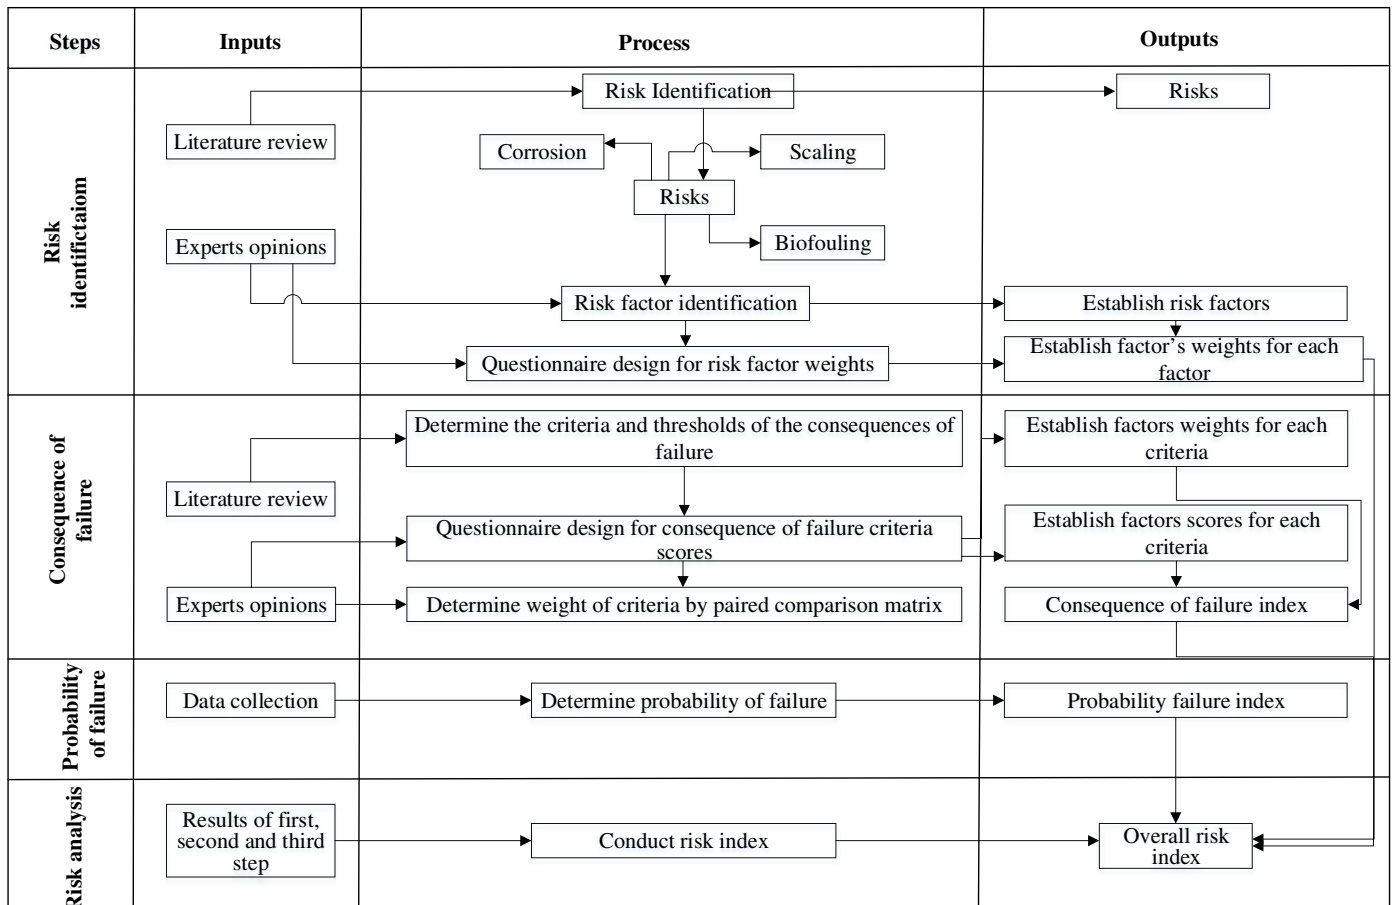 Steps
Inputs
Process
Outputs
Risk
identifictaiom
Literature review
Experts opinions
Risk Identification
Corrosion
Scaling
Risks
Biofouling
Risk factor identification
Questionnaire design for risk factor weights
Risks
Establish risk factors
Establish factor’s weights for each
factor
Consequence of
failure
Literature review
Experts opinions
Determine the criteria and thresholds of the consequences of
failure
Questionnaire design for consequence of failure criteria
scores
Determine weight of criteria by paired comparison matrix
Establish factors weights for each
criteria
Establish factors scores for each
criteria
Consequence of failure index
Probability
of failure
Data collection
Determine probability of failure
Probability failure index
Risk analysis
Results of first,
second and third
step
Conduct risk index
Overall risk
index